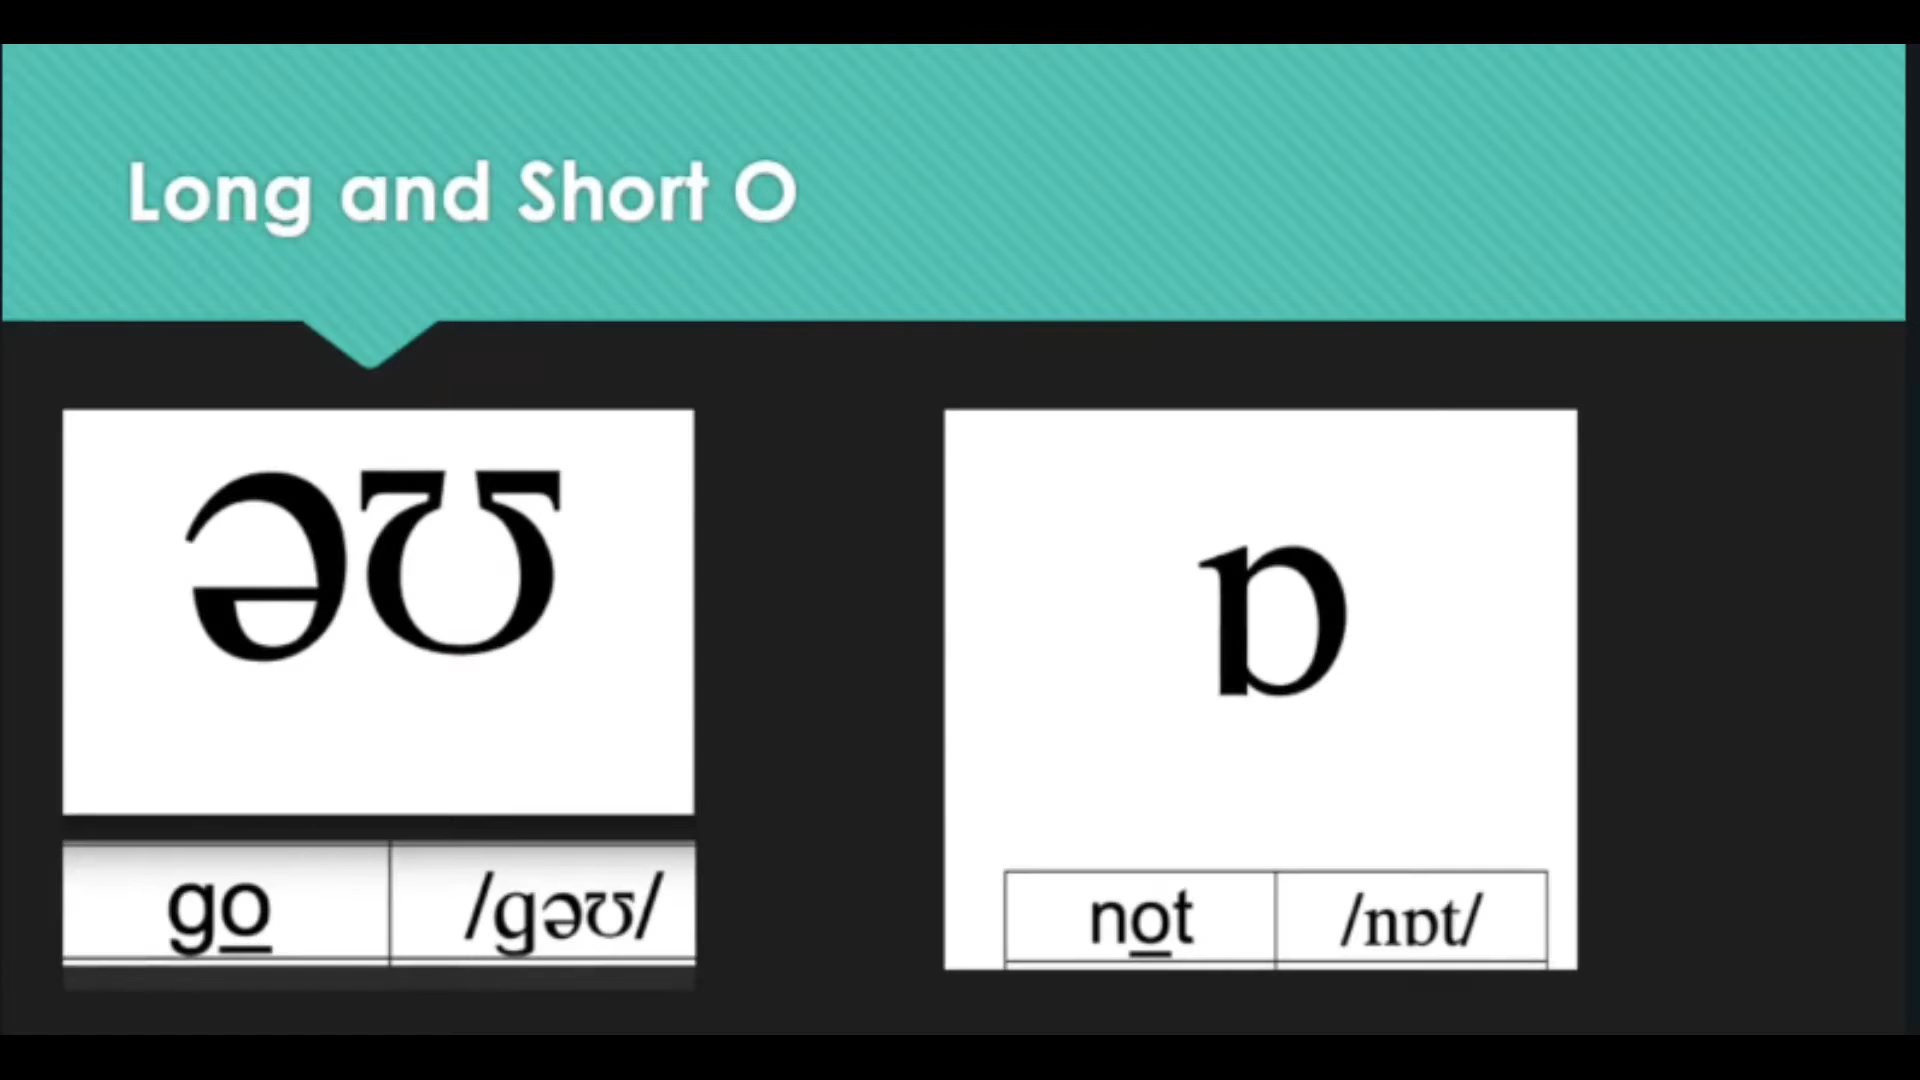 Long and Short O
əʊ
ɒ
go /gəʊ/
not /nɒt/